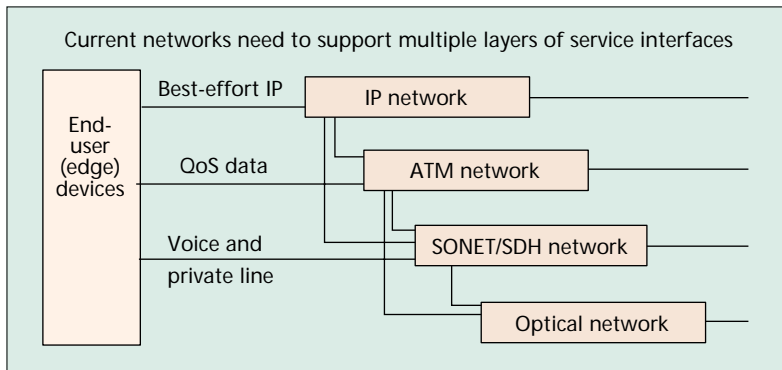 Current networks need to support multiple layers of service interfaces
End-
user
(edge)
devices
Best-effort IP
IP network
QoS data
ATM network
Voice and
private line
SONET/SDH network
Optical network